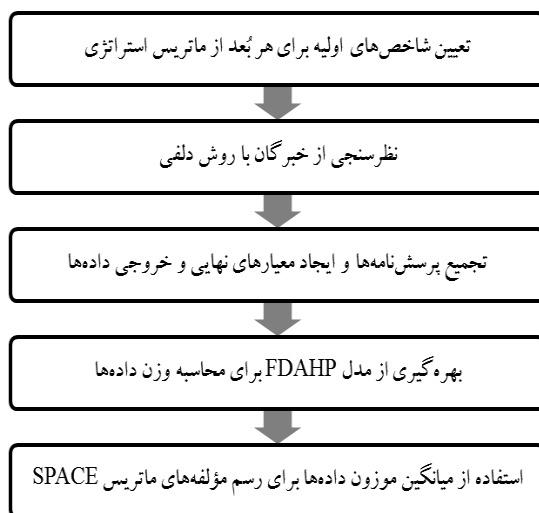 تعیین شاخص‌های اولیه برای هر بُعد از ماتریس استراتژی
نظرسنجی از خبرگان با روش دلفی
تجمیع پرسش‌نامه‌ها و ایجاد معیارهای نهایی و خروجی داده‌ها
بهره‌گیری از مدل FDAHP برای محاسبه وزن داده‌ها
استفاده از میانگین موزون داده‌ها برای رسم مؤلفه‌های ماتریس SPACE